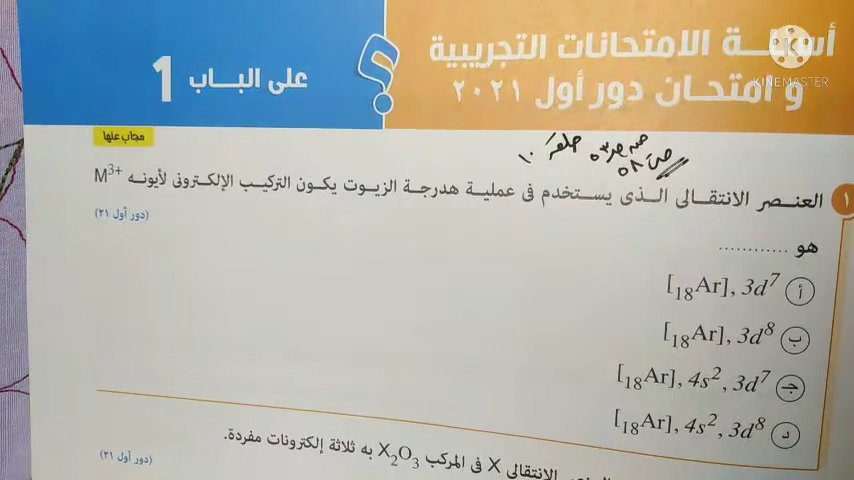 أسئلة الامتحانات التجريبية
و امتحان دور أول ٢٠٢١
على البـاب 1
KINEMASTER
مجاب عنها
١ العنصر الانتقالى الذى يستخدم فى عملية هدرجة الزيوت يكون التركيب الإلكترونى لأيونه M³⁺
هو ............
(دور أول ٢١)
أ [₁₈Ar], 3d⁷
ب [₁₈Ar], 3d⁸
جـ [₁₈Ar], 4s², 3d⁷
د [₁₈Ar], 4s², 3d⁸
الانتقالى X فى المركب X₂O₃ به ثلاثة إلكترونات مفردة.
(دور أول ٢١)